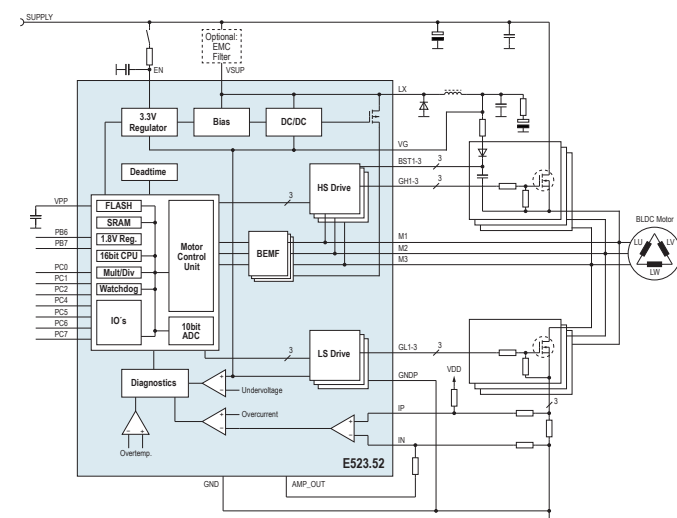 SUPPLY
Optional:
EMC
Filter
EN
VSUP
LX
3.3V
Regulator
Bias
DC/DC
VG
BST1-3
3
GH1-3
3
Deadtime
HS Drive
3
VPP
FLASH
SRAM
PB6
1.8V Reg.
PB7
16bit CPU
Motor
Control
Unit
BEMF
M1
M2
M3
BLDC Motor
LU
LV
LW
PC0
Mult/Div
PC1
PC2
Watchdog
PC4
PC5
IO´s
PC6
PC7
10bit
ADC
3
LS Drive
GL1-3
3
VDD
GNDP
Diagnostics
+
-
Undervoltage
3
+
-
Overcurrent
+
-
IP
IN
-
+
Overtemp.
E523.52
GND
AMP_OUT